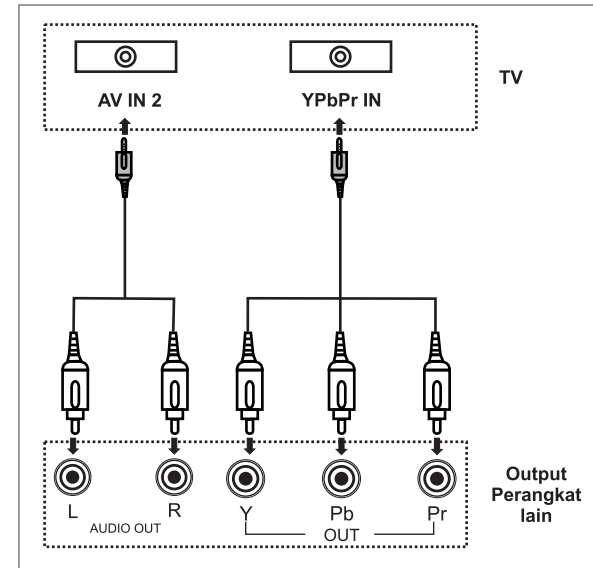 TV
AV IN 2
YPbPr IN
L
R
Y
Pb
Pr
AUDIO OUT
OUT
Output
Perangkat
lain